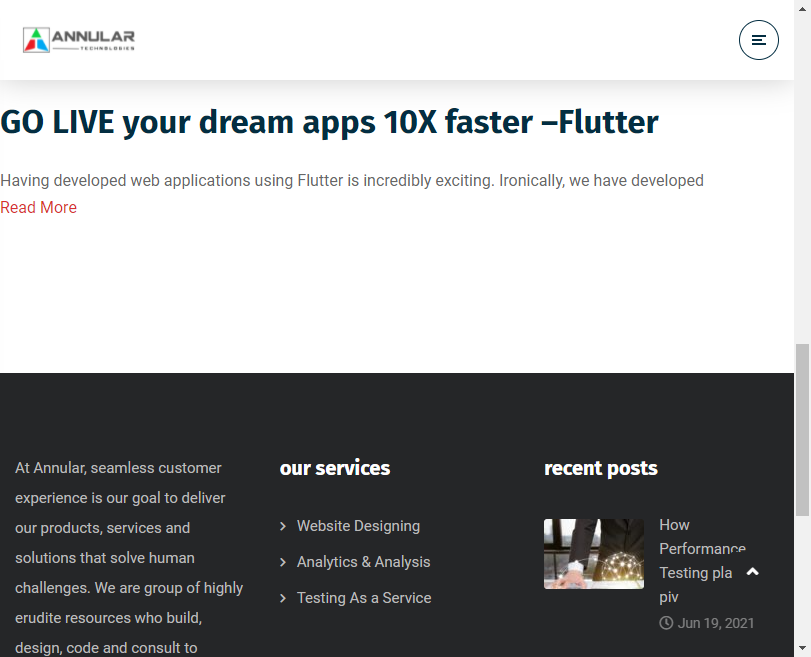 ANNULAR
TECHNOLOGIES
GO LIVE your dream apps 10X faster –Flutter
Having developed web applications using Flutter is incredibly exciting. Ironically, we have developed
Read More
At Annular, seamless customer
experience is our goal to deliver
our products, services and
solutions that solve human
challenges. We are group of highly
erudite resources who build,
design, code and consult to
our services
Website Designing
Analytics & Analysis
Testing As a Service
recent posts
How
Performance
Testing pla
piv
Jun 19, 2021